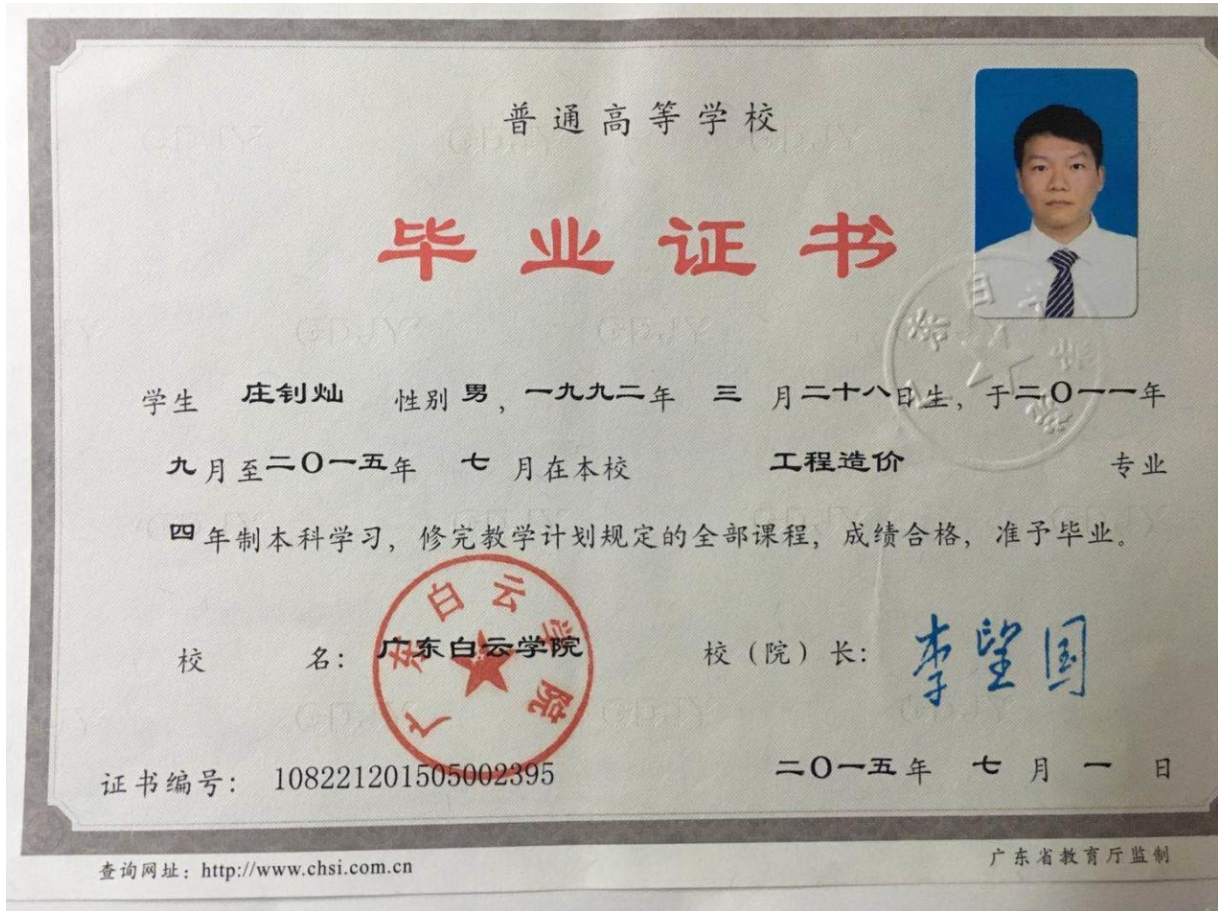 普通高等学校
毕业证书
学生 庄钊灿 性别 男，一九九二年 三 月二十八日生，于二〇一一年
九月至二〇一五年 七 月在本校 工程造价 专业
四年制本科学习，修完教学计划规定的全部课程，成绩合格，准予毕业。
广东白云学院
校 名：广东白云学院 校（院）长：李望国
证书编号：108221201505002395 二〇一五年 七 月 一 日
查询网址：http://www.chsi.com.cn 广东省教育厅监制